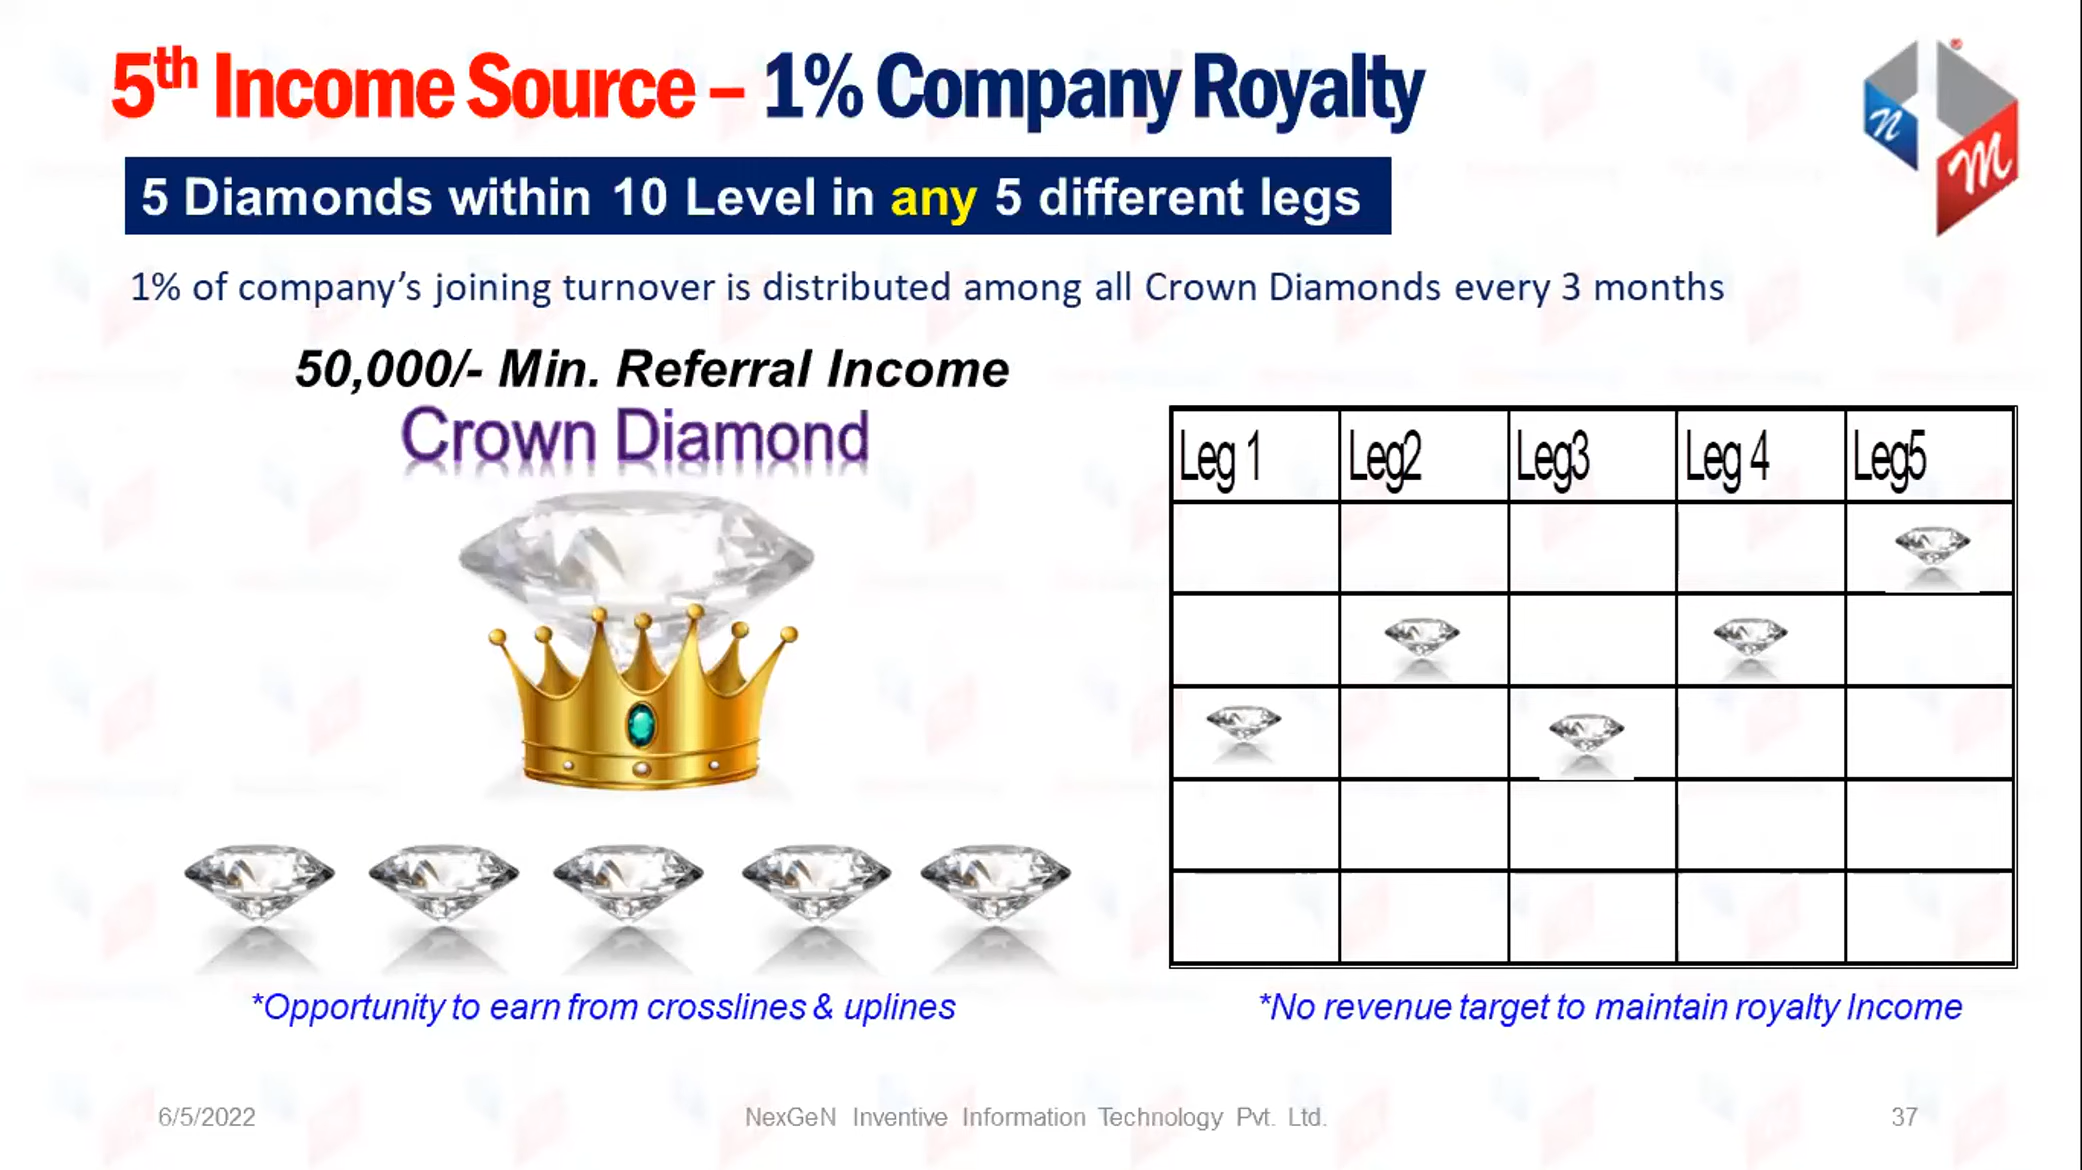 5th Income Source – 1% Company Royalty
n
M
5 Diamonds within 10 Level in any 5 different legs
1% of company’s joining turnover is distributed among all Crown Diamonds every 3 months
50,000/- Min. Referral Income
Crown Diamond
Leg 1 Leg2 Leg3 Leg 4 Leg5
*Opportunity to earn from crosslines & uplines
*No revenue target to maintain royalty Income
6/5/2022 NexGeN Inventive Information Technology Pvt. Ltd. 37